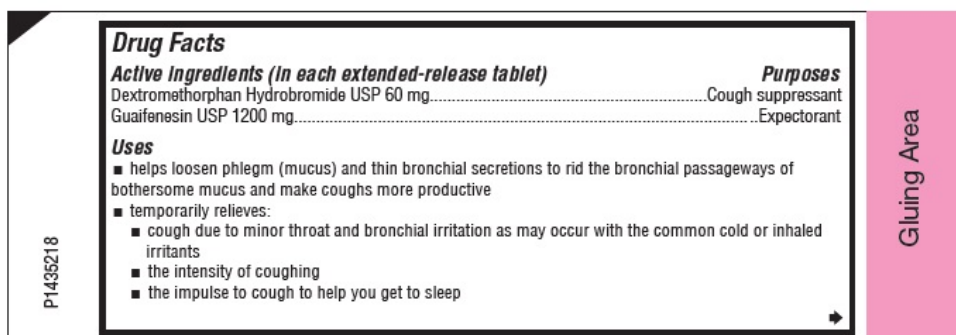 Drug Facts
Active ingredients (in each extended-release tablet) Purposes
Dextromethorphan Hydrobromide USP 60 mg...............................................................Cough suppressant
Guaifenesin USP 1200 mg..........................................................................................................Expectorant
Uses
■ helps loosen phlegm (mucus) and thin bronchial secretions to rid the bronchial passageways of
bothersome mucus and make coughs more productive
■ temporarily relieves:
■ cough due to minor throat and bronchial irritation as may occur with the common cold or inhaled
irritants
■ the intensity of coughing
■ the impulse to cough to help you get to sleep
P1435218
Gluing Area